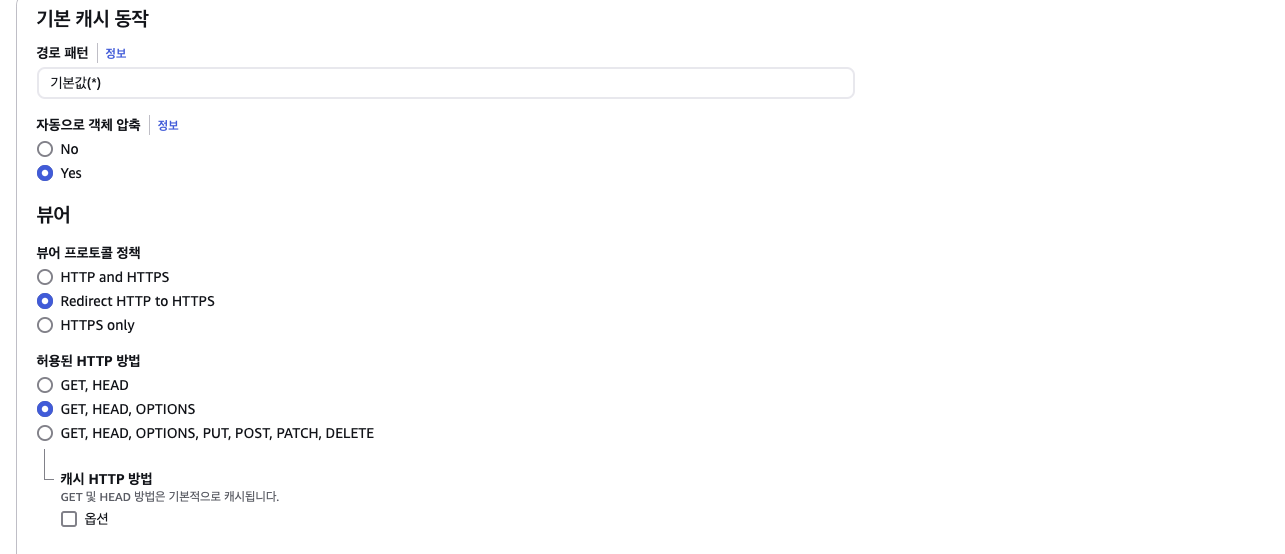 기본 캐시 동작
경로 패턴 정보
기본값(*)
자동으로 객체 압축 정보
No
Yes
뷰어
뷰어 프로토콜 정책
HTTP and HTTPS
Redirect HTTP to HTTPS
HTTPS only
허용된 HTTP 방법
GET, HEAD
GET, HEAD, OPTIONS
GET, HEAD, OPTIONS, PUT, POST, PATCH, DELETE
캐시 HTTP 방법
GET 및 HEAD 방법은 기본적으로 캐시됩니다.
옵션